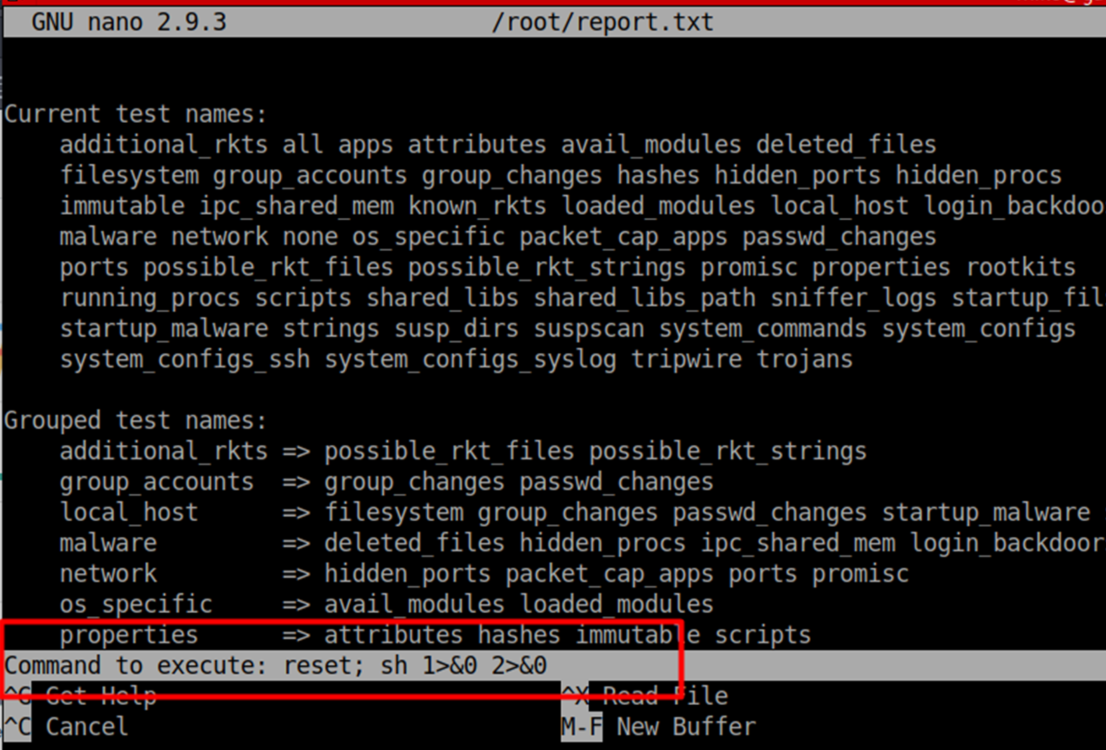 GNU nano 2.9.3 /root/report.txt
Current test names:
additional_rkts all apps attributes avail_modules deleted_files
filesystem group_accounts group_changes hashes hidden_ports hidden_procs
immutable ipc_shared_mem known_rkts loaded_modules local_host login_backdoo
malware network none os_specific packet_cap_apps passwd_changes
ports possible_rkt_files possible_rkt_strings promisc properties rootkits
running_procs scripts shared_libs shared_libs_path sniffer_logs startup_fil
startup_malware strings susp_dirs suspscan system_commands system_configs
system_configs_ssh system_configs_syslog tripwire trojans
Grouped test names:
additional_rkts => possible_rkt_files possible_rkt_strings
group_accounts => group_changes passwd_changes
local_host => filesystem group_changes passwd_changes startup_malware
malware => deleted_files hidden_procs ipc_shared_mem login_backdoor
network => hidden_ports packet_cap_apps ports promisc
os_specific => avail_modules loaded_modules
properties => attributes hashes immutable scripts
Command to execute: reset; sh 1>&0 2>&0
^G Get Help ^X Read File
^C Cancel M-F New Buffer